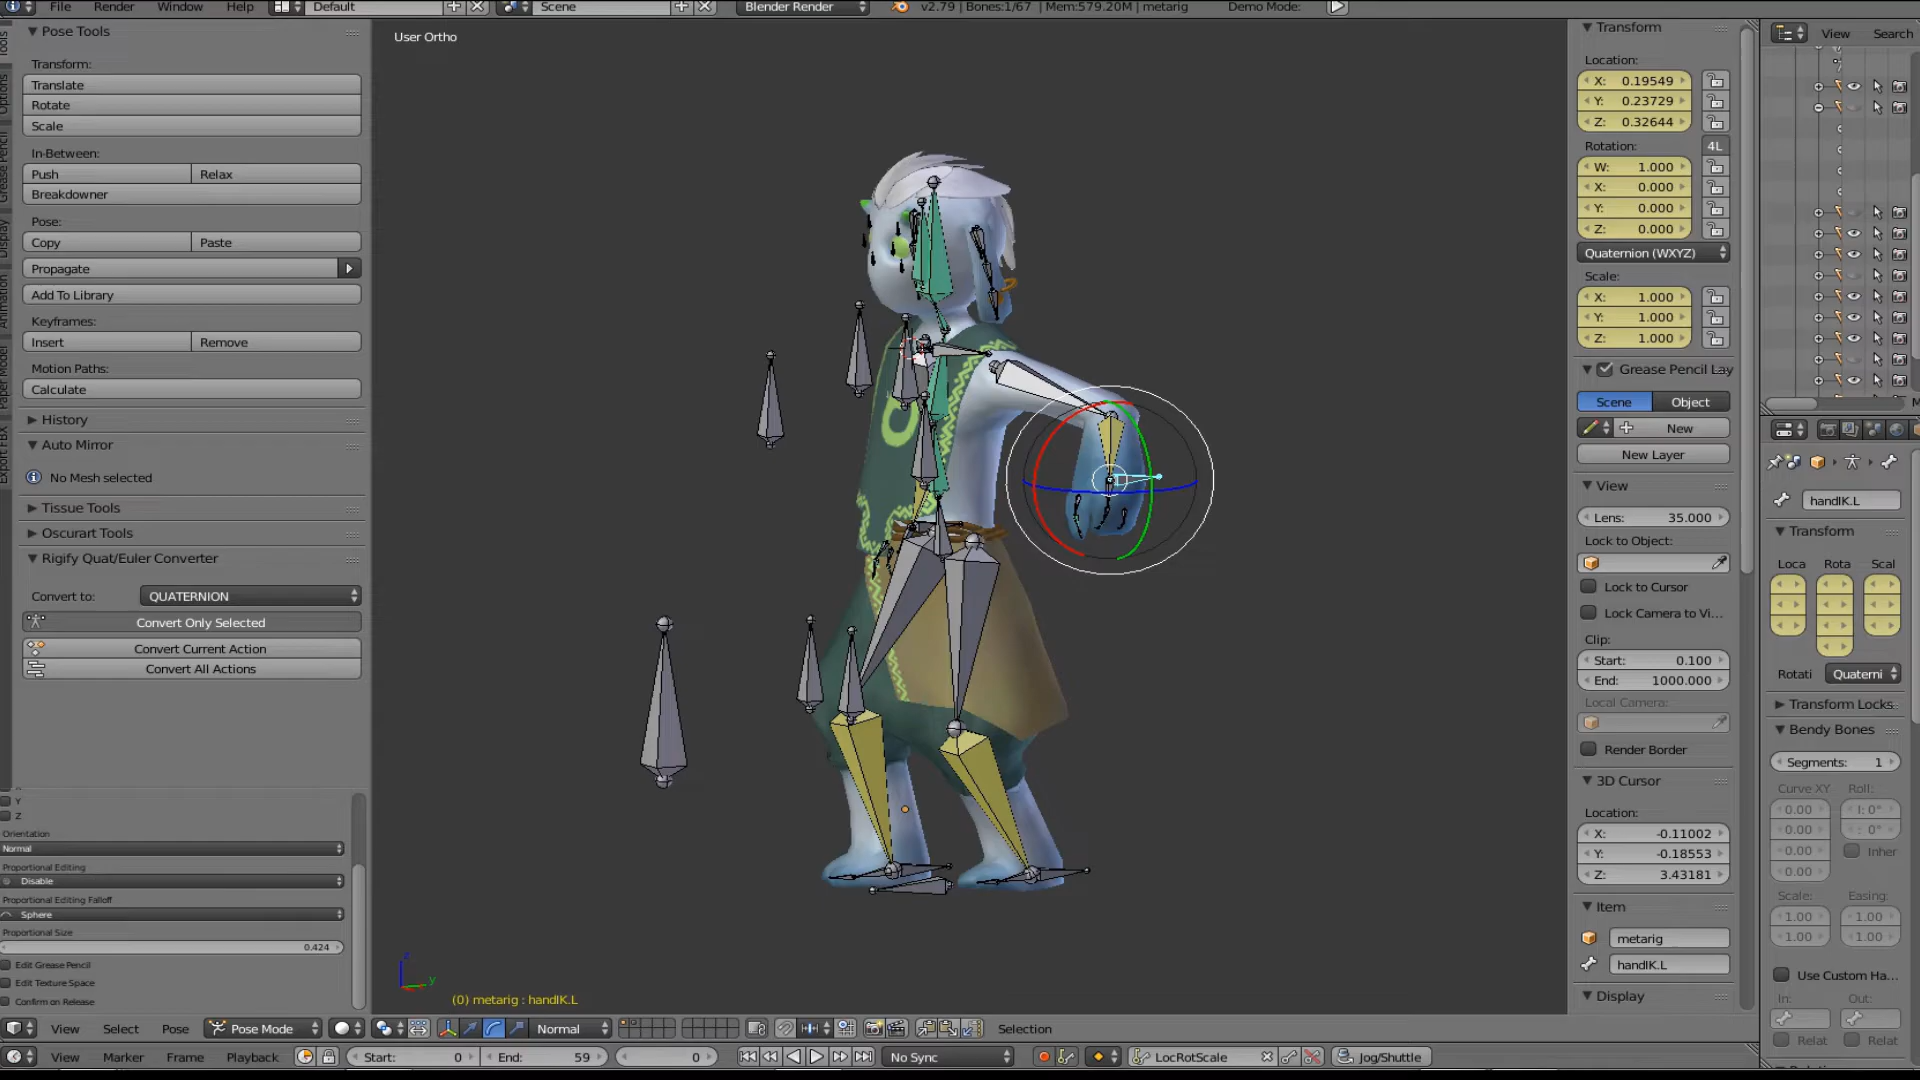 File Render Window Help Default Scene Blender Render v2.79 | Bones:1/67 | Mem:579.20M | metarig Demo Mode:
Pose Tools
Transform:
Translate
Rotate
Scale
In-Between:
Push Relax
Breakdowner
Pose:
Copy Paste
Propagate
Add To Library
Keyframes:
Insert Remove
Motion Paths:
Calculate
History
Auto Mirror
No Mesh selected
Tissue Tools
Oscurart Tools
Rigify Quat/Euler Converter
Convert to: QUATERNION
Convert Only Selected
Convert Current Action
Convert All Actions
Y
Z
Orientation
Normal
Proportional Editing
Disable
Proportional Editing Falloff
Sphere
Proportional Size
0.424
Edit Grease Pencil
Edit Texture Space
Confirm on Release
Tools
Options
Grease Pencil
Display
Animation
Paper Model
Export FBX
User Ortho
z
y
(0) metarig : handIK.L
Transform
Location:
X: 0.19549
Y: 0.23729
Z: 0.32644
Rotation: 4L
W: 1.000
X: 0.000
Y: 0.000
Z: 0.000
Quaternion (WXYZ)
Scale:
X: 1.000
Y: 1.000
Z: 1.000
Grease Pencil Lay
Scene Object
New
New Layer
View
Lens: 35.000
Lock to Object:
Lock to Cursor
Lock Camera to Vi...
Clip:
Start: 0.100
End: 1000.000
Local Camera:
Render Border
3D Cursor
Location:
X: -0.11002
Y: -0.18553
Z: 3.43181
Item
metarig
handIK.L
Display
View Search
handIK.L
Transform
Loca Rota Scal
Rotati Quaterni
Transform Locks
Bendy Bones
Segments: 1
Curve XY Roll:
0.00 I: 0°
0.00 : 0°
0.00 Inher
0.00
Scale: Easing:
1.00 1.00
1.00 1.00
Use Custom Ha...
In: Out:
Relat Relat
View Select Pose Pose Mode Normal Selection
View Marker Frame Playback Start: 0 End: 59 0 No Sync LocRotScale Jog/Shuttle